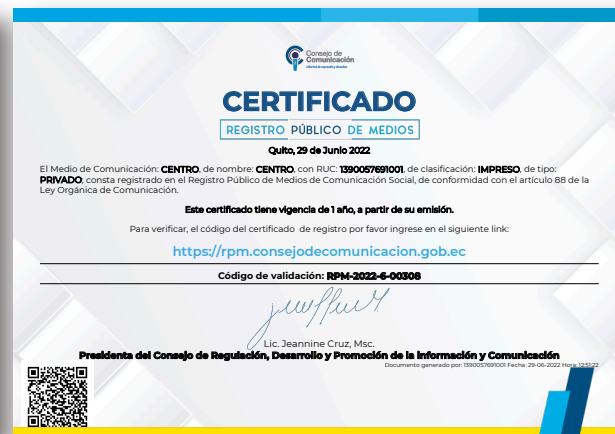 Consejo de
Comunicación
CERTIFICADO
REGISTRO PÚBLICO DE MEDIOS
Quito, 29 de Junio 2022
El Medio de Comunicación: CENTRO, de nombre: CENTRO, con RUC: 1390057691001, de clasificación: IMPRESO, de tipo:
PRIVADO; consta registrado en el Registro Público de Medios de Comunicación Social, de conformidad con el artículo 88 de la
Ley Orgánica de Comunicación.
Este certificado tiene vigencia de 1 año, a partir de su emisión.
Para verificar, el código del certificado de registro por favor ingrese en el siguiente link:
https://rpm.consejodecomunicacion.gob.ec
Código de validación: RPM-2022-6-00308
Lic. Jeannine Cruz, Msc.
Presidenta del Consejo de Regulación, Desarrollo y Promoción de la Información y Comunicación
Documento generado por: 1390057691001 Fecha: 29-06-2022 Hora: 12:51:22